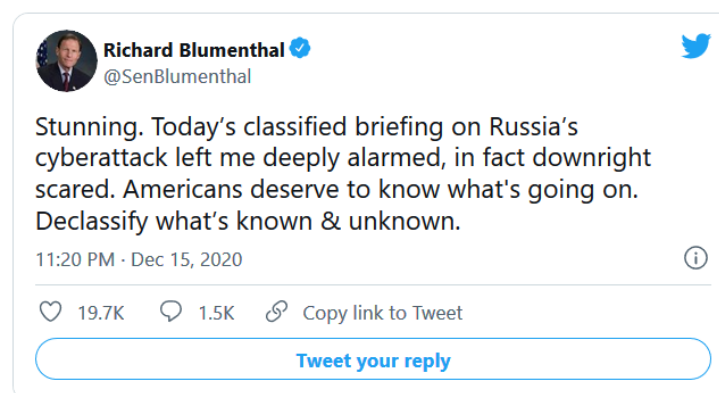 Richard Blumenthal
@SenBlumenthal
Stunning. Today’s classified briefing on Russia’s
cyberattack left me deeply alarmed, in fact downright
scared. Americans deserve to know what's going on.
Declassify what’s known & unknown.
11:20 PM · Dec 15, 2020
19.7K 1.5K Copy link to Tweet
Tweet your reply